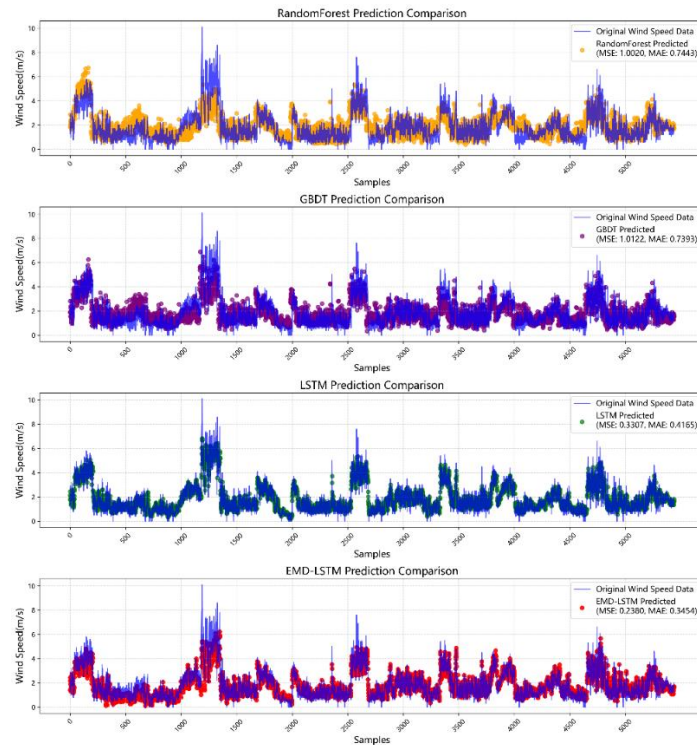 RandomForest Prediction Comparison
Original Wind Speed Data
RandomForest Predicted
(MSE: 1.0020, MAE: 0.7443)
Wind Speed(m/s)
10
8
6
4
2
0
0 500 1000 1500 2000 2500 3000 3500 4000 4500 5000
Samples
GBDT Prediction Comparison
Original Wind Speed Data
GBDT Predicted
(MSE: 1.0122, MAE: 0.7393)
Wind Speed(m/s)
10
8
6
4
2
0
0 500 1000 1500 2000 2500 3000 3500 4000 4500 5000
Samples
LSTM Prediction Comparison
Original Wind Speed Data
LSTM Predicted
(MSE: 0.3307, MAE: 0.4165)
Wind Speed(m/s)
10
8
6
4
2
0
0 500 1000 1500 2000 2500 3000 3500 4000 4500 5000
Samples
EMD-LSTM Prediction Comparison
Original Wind Speed Data
EMD-LSTM Predicted
(MSE: 0.2380, MAE: 0.3454)
Wind Speed(m/s)
10
8
6
4
2
0
0 500 1000 1500 2000 2500 3000 3500 4000 4500 5000
Samples